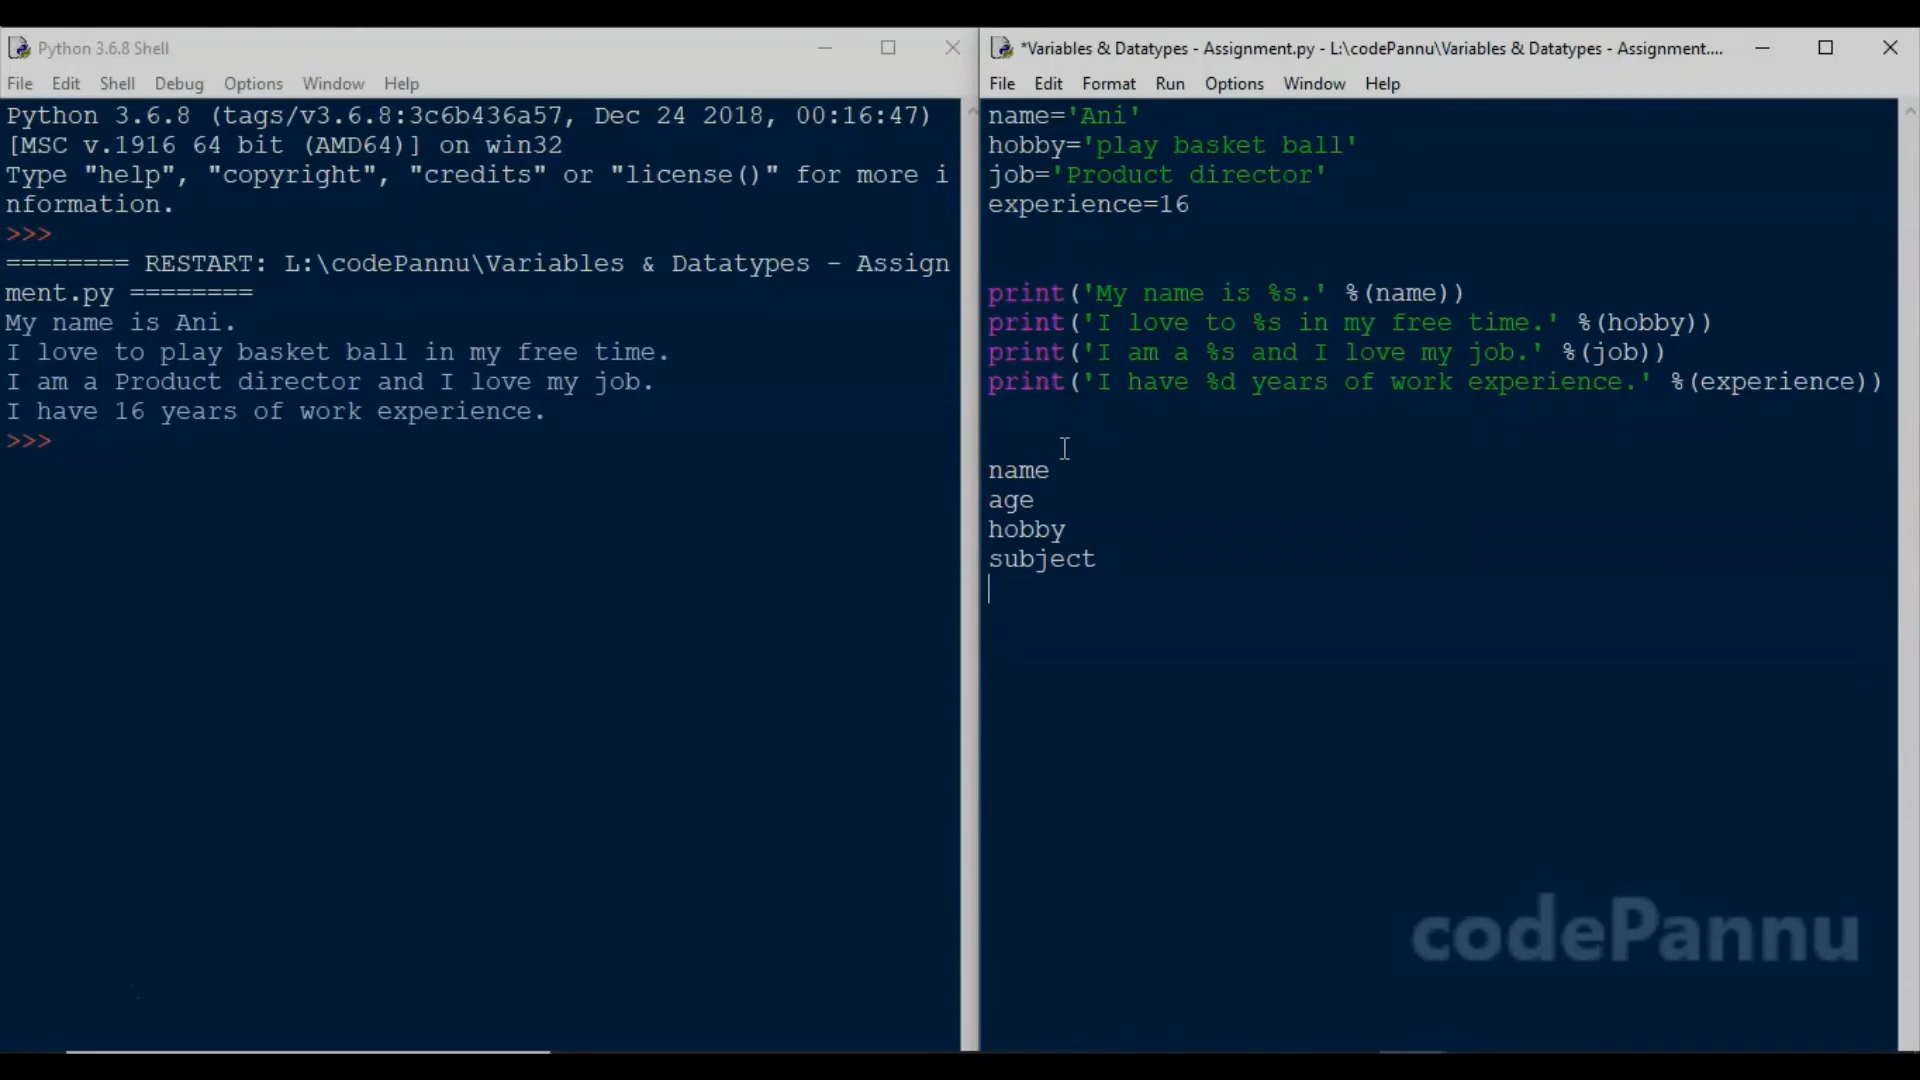 Python 3.6.8 Shell
File Edit Shell Debug Options Window Help
Python 3.6.8 (tags/v3.6.8:3c6b436a57, Dec 24 2018, 00:16:47)
[MSC v.1916 64 bit (AMD64)] on win32
Type "help", "copyright", "credits" or "license()" for more i
nformation.
>>>
======== RESTART: L:\codePannu\Variables & Datatypes - Assign
ment.py ========
My name is Ani.
I love to play basket ball in my free time.
I am a Product director and I love my job.
I have 16 years of work experience.
>>>
*Variables & Datatypes - Assignment.py - L:\codePannu\Variables & Datatypes - Assignment....
File Edit Format Run Options Window Help
name='Ani'
hobby='play basket ball'
job='Product director'
experience=16
print('My name is %s.' %(name))
print('I love to %s in my free time.' %(hobby))
print('I am a %s and I love my job.' %(job))
print('I have %d years of work experience.' %(experience))
name
age
hobby
subject
codePannu